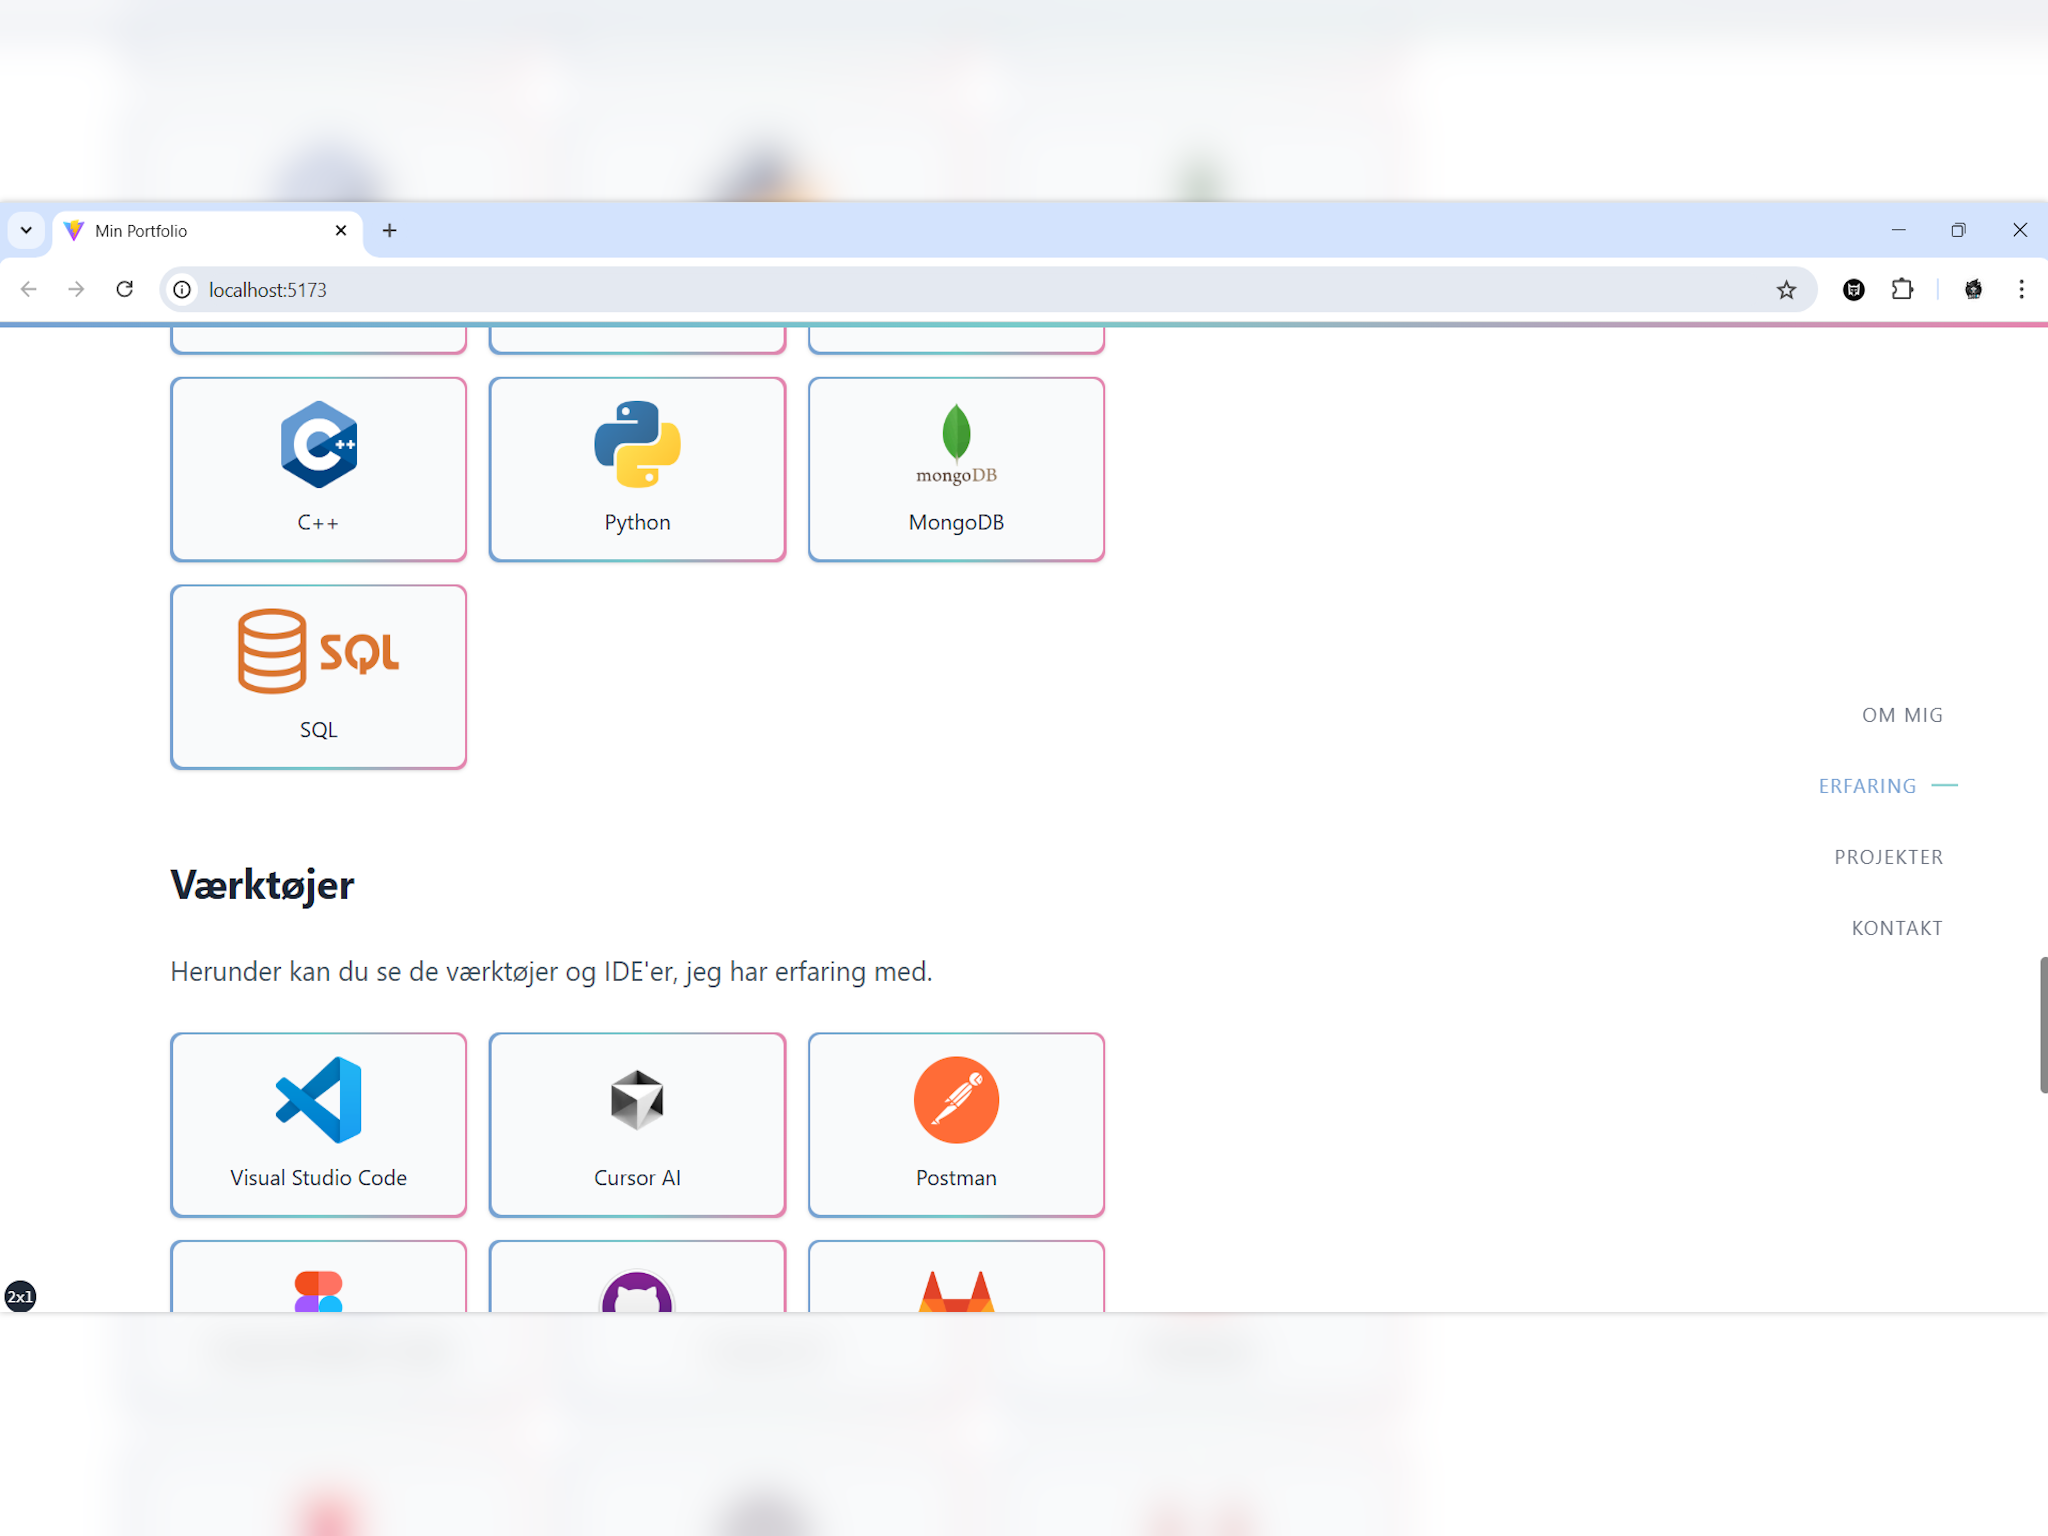 Min Portfolio
localhost:5173
C++
Python
mongoDB
MongoDB
SQL
SQL
OM MIG
ERFARING
PROJEKTER
KONTAKT
Værktøjer
Herunder kan du se de værktøjer og IDE'er, jeg har erfaring med.
Visual Studio Code
Cursor AI
Postman
2x1